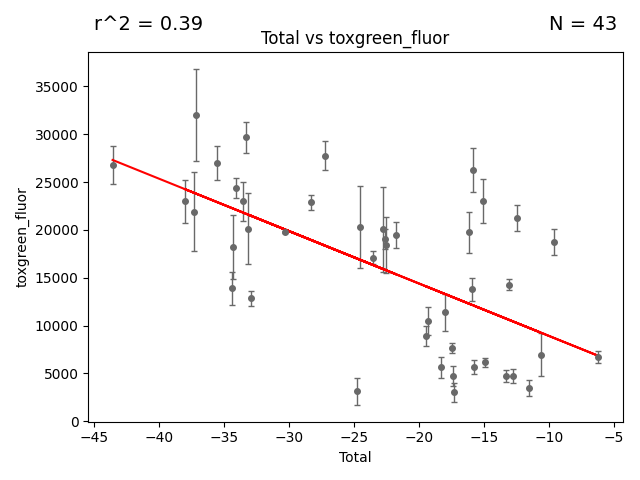 r^2 = 0.39
N = 43
Total vs toxgreen_fluor
35000
30000
25000
20000
15000
10000
5000
0
toxgreen_fluor
−45 −40 −35 −30 −25 −20 −15 −10 −5
Total